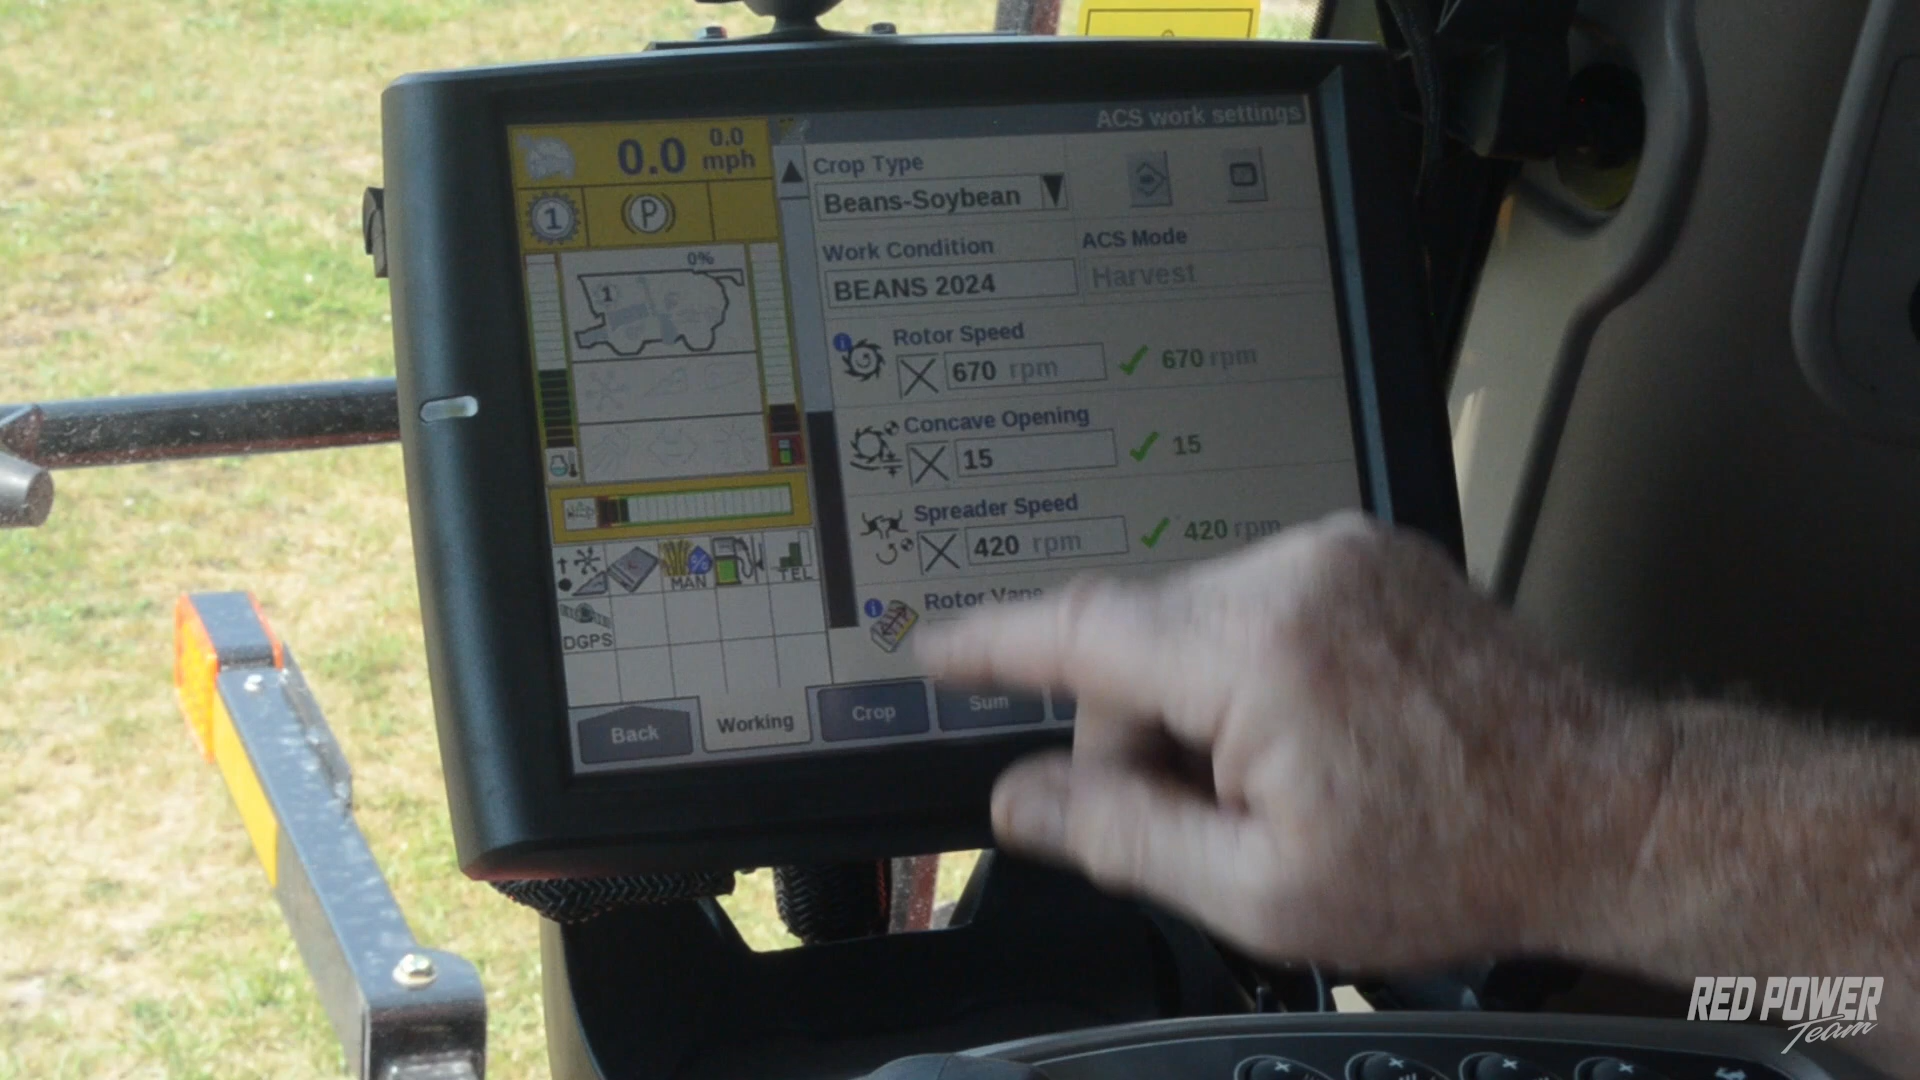 ACS work settings
0.0 0.0 mph
1 P
Crop Type
Beans-Soybean
Work Condition
BEANS 2024
ACS Mode
Harvest
0%
1
Rotor Speed
670 rpm 670 rpm
Concave Opening
15 15
Spreader Speed
420 rpm 420 rpm
Rotor Vane
MAN TEL
DGPS
Back Working Crop Sum
RED POWER
Team